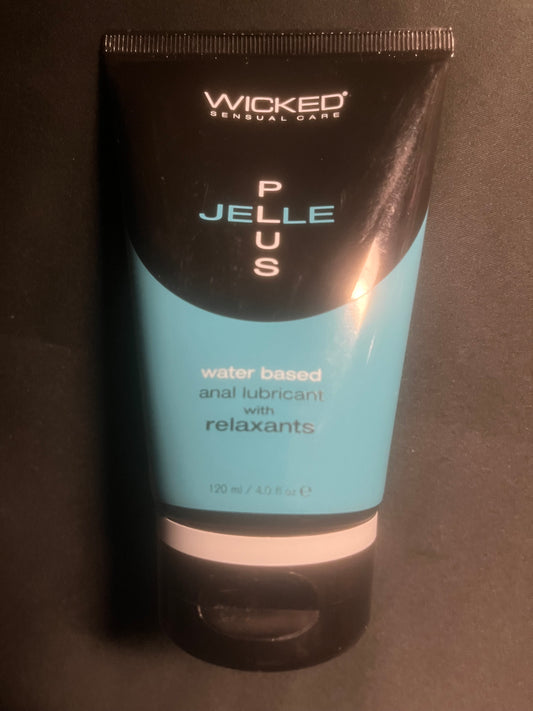 WICKED®
SENSUAL CARE
JELLE
PLUS
water based
anal lubricant
with
relaxants
120 ml / 4.0 fl oz ℮